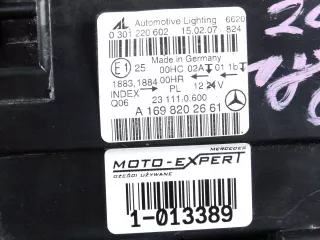 AL Automotive Lighting 6620
0 301 220 602 15.02.07 824
Made in Germany
E1 25 00HC 02A 01 1b
1883,1884 00HR
INDEX → PL 12 V
Q06 23 111.0.600
A 169 820 26 61
MERCEDES
MOTO-EXPERT
CZĘŚCI UŻYWANE
1-013389